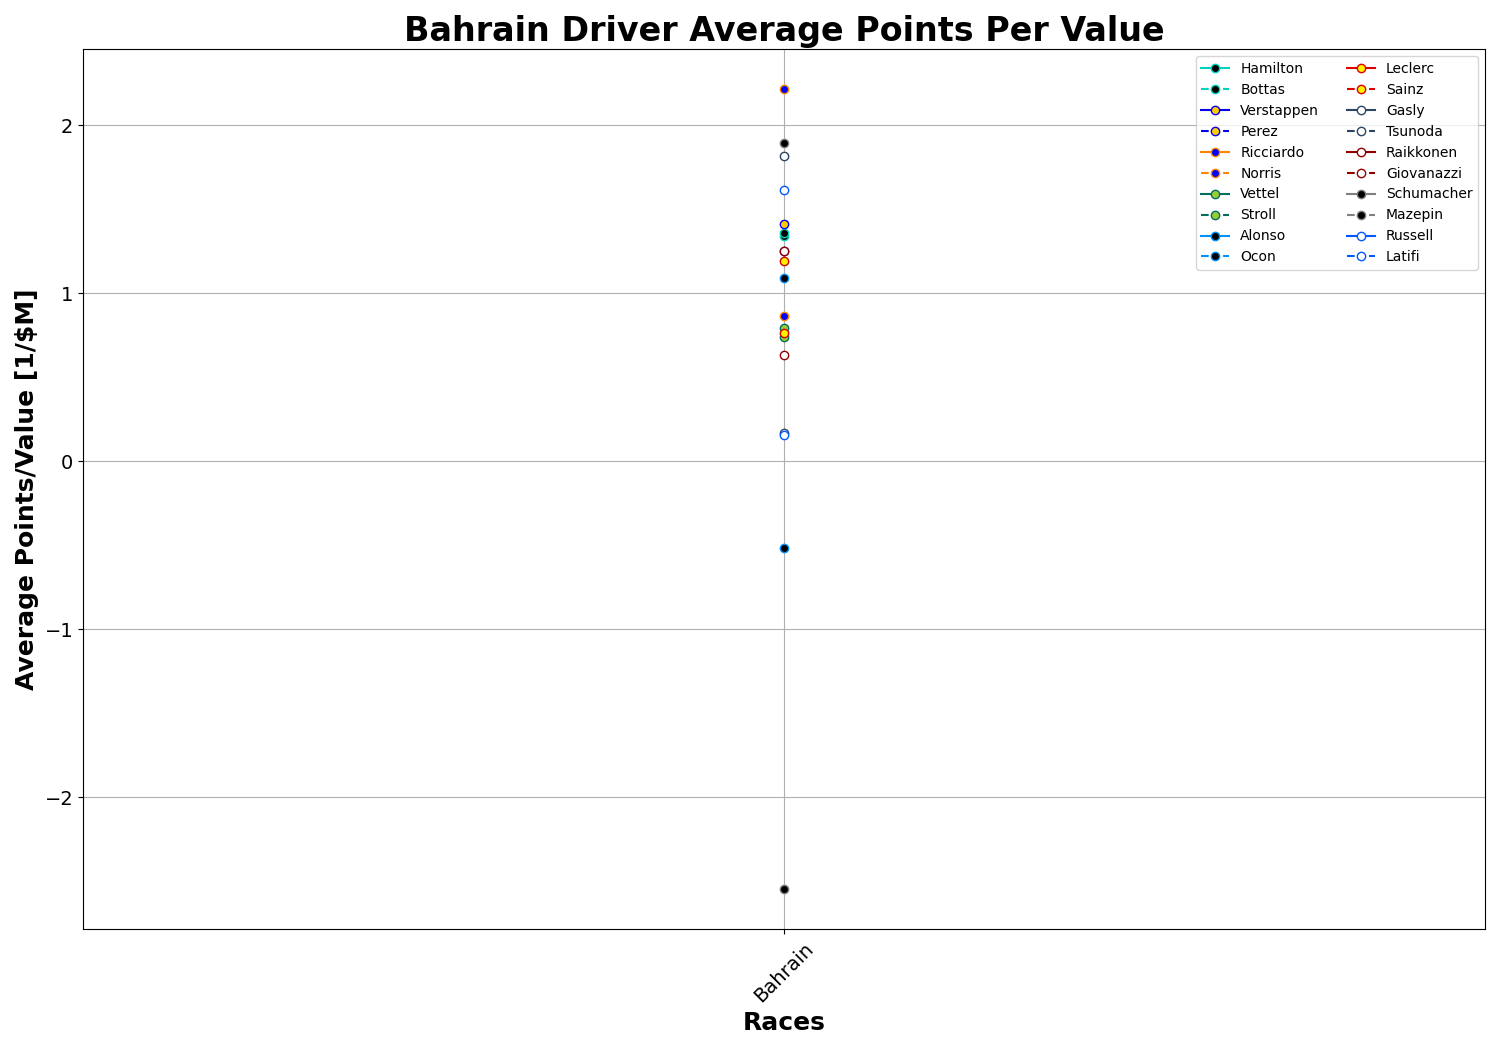 Bahrain Driver Average Points Per Value
Hamilton
Bottas
Verstappen
Perez
Ricciardo
Norris
Vettel
Stroll
Alonso
Ocon
Leclerc
Sainz
Gasly
Tsunoda
Raikkonen
Giovanazzi
Schumacher
Mazepin
Russell
Latifi
Average Points/Value [1/$M]
2
1
0
−1
−2
Bahrain
Races